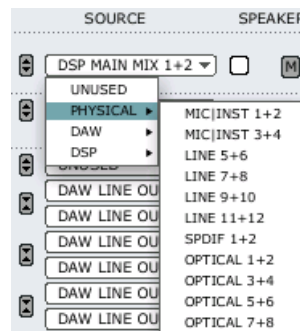 SOURCE SPEAKER
DSP MAIN MIX 1+2 M
UNUSED
PHYSICAL
DAW
DSP
MIC|INST 1+2
MIC|INST 3+4
LINE 5+6
LINE 7+8
LINE 9+10
LINE 11+12
SPDIF 1+2
OPTICAL 1+2
OPTICAL 3+4
OPTICAL 5+6
OPTICAL 7+8
UNUSED
DAW LINE OU
DAW LINE OU
DAW LINE OU
DAW LINE OU
DAW LINE OU
DAW LINE OU